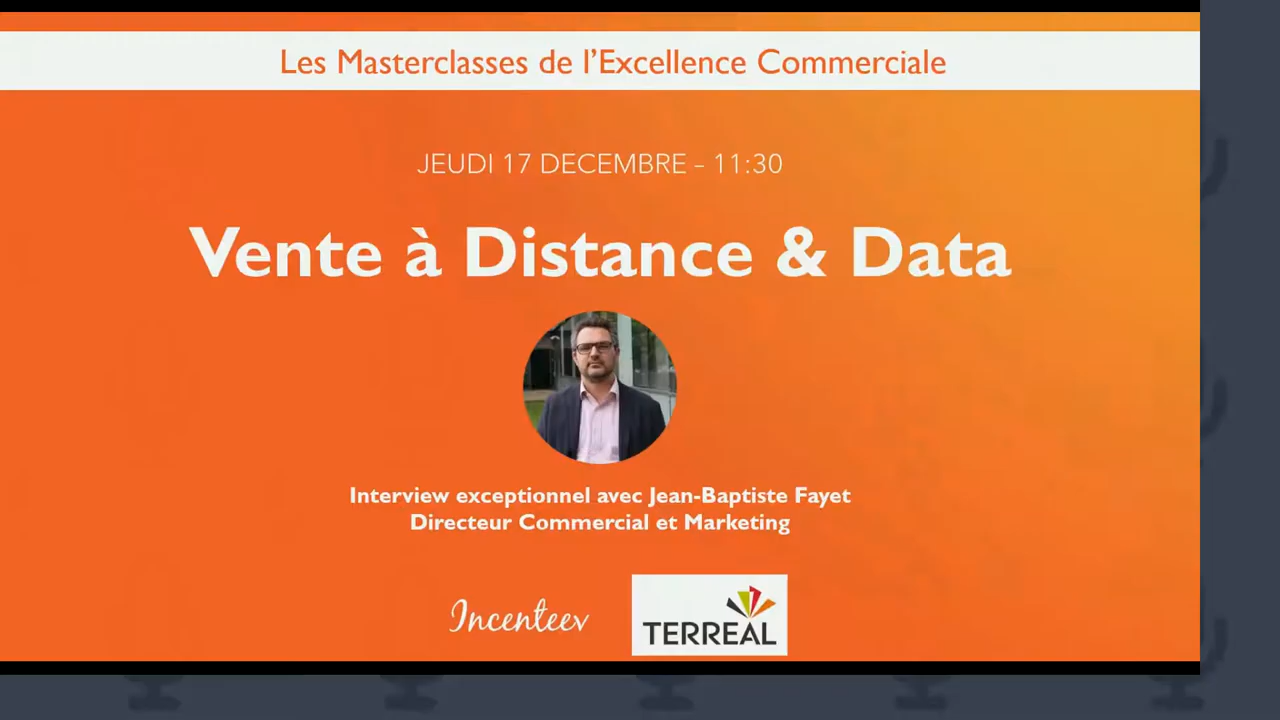 Les Masterclasses de l'Excellence Commerciale
JEUDI 17 DECEMBRE - 11:30
Vente à Distance & Data
Interview exceptionnel avec Jean-Baptiste Fayet
Directeur Commercial et Marketing
Incenteev
TERREAL